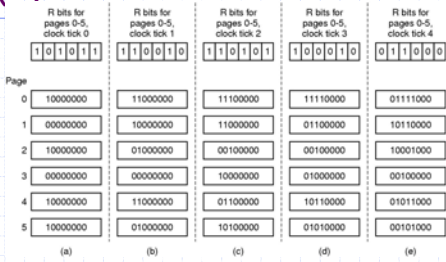 R bits for R bits for R bits for R bits for R bits for
pages 0-5, pages 0-5, pages 0-5, pages 0-5, pages 0-5,
clock tick 0 clock tick 1 clock tick 2 clock tick 3 clock tick 4
1 0 1 0 1 1 1 1 0 0 1 0 1 1 0 1 0 1 1 0 0 0 1 0 0 1 1 0 0 0
Page
0 10000000 11000000 11100000 11110000 01111000
1 00000000 10000000 11000000 01100000 10110000
2 10000000 01000000 00100000 00100000 10001000
3 00000000 00000000 10000000 01000000 00100000
4 10000000 11000000 01100000 10110000 01011000
5 10000000 01000000 10100000 01010000 00101000
(a) (b) (c) (d) (e)